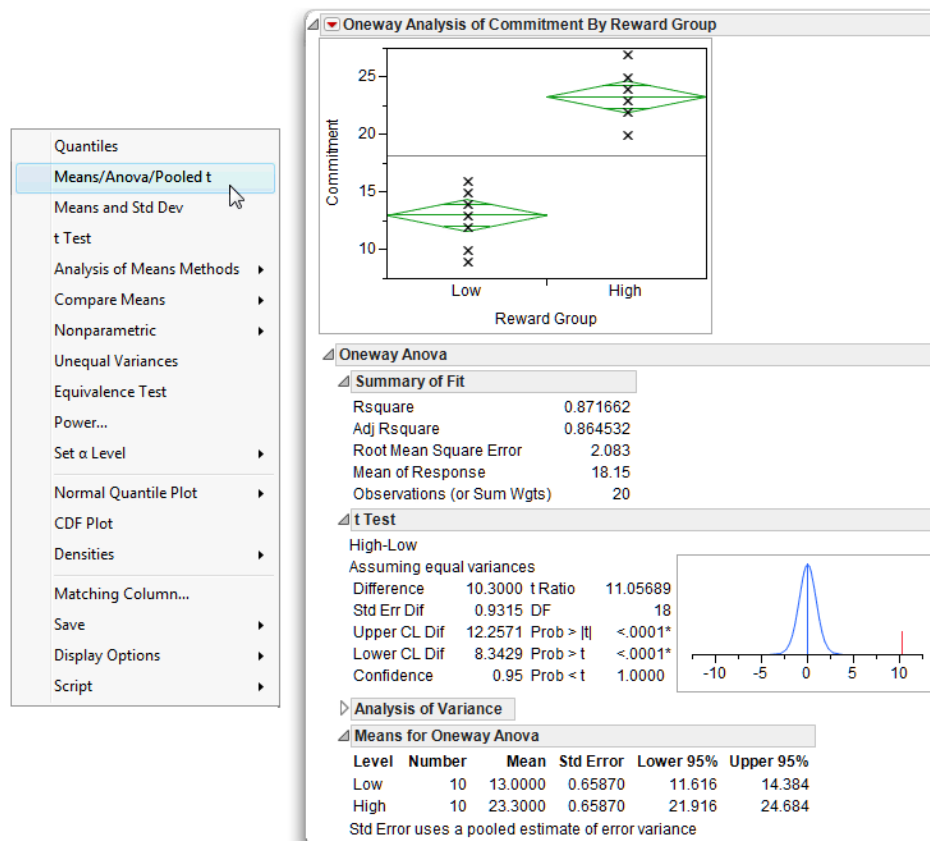 Quantiles
Means/Anova/Pooled t
Means and Std Dev
t Test
Analysis of Means Methods
Compare Means
Nonparametric
Unequal Variances
Equivalence Test
Power...
Set α Level
Normal Quantile Plot
CDF Plot
Densities
Matching Column...
Save
Display Options
Script
Oneway Analysis of Commitment By Reward Group
Commitment
25
20
15
10
Low High
Reward Group
Oneway Anova
Summary of Fit
Rsquare 0.871662
Adj Rsquare 0.864532
Root Mean Square Error 2.083
Mean of Response 18.15
Observations (or Sum Wgts) 20
t Test
High-Low
Assuming equal variances
Difference 10.3000 t Ratio 11.05689
Std Err Dif 0.9315 DF 18
Upper CL Dif 12.2571 Prob > |t| <.0001*
Lower CL Dif 8.3429 Prob > t <.0001*
Confidence 0.95 Prob < t 1.0000
-10 -5 0 5 10
Analysis of Variance
Means for Oneway Anova
Level Number Mean Std Error Lower 95% Upper 95%
Low 10 13.0000 0.65870 11.616 14.384
High 10 23.3000 0.65870 21.916 24.684
Std Error uses a pooled estimate of error variance